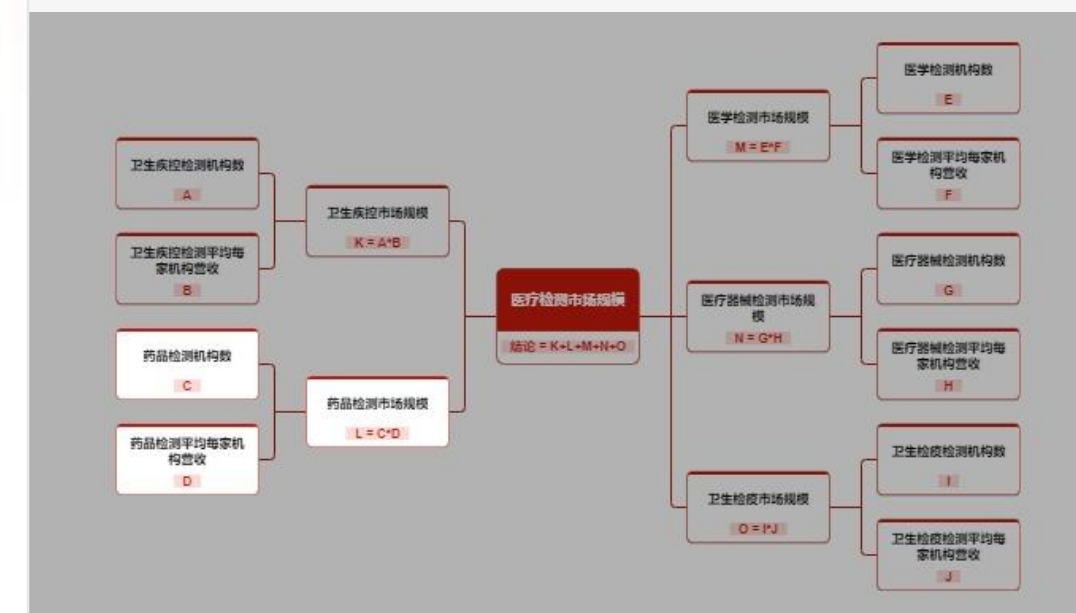 卫生疾控检测机构数
A
卫生疾控检测平均每
家机构营收
B
药品检测机构数
C
药品检测平均每家机
构营收
D
卫生疾控市场规模
K = A*B
药品检测市场规模
L = C*D
医疗检测市场规模
结论 = K+L+M+N+O
医学检测市场规模
M = E*F
医疗器械检测市场规
模
N = G*H
卫生检疫市场规模
O = I*J
医学检测机构数
E
医学检测平均每家机
构营收
F
医疗器械检测机构数
G
医疗器械检测平均每
家机构营收
H
卫生检疫检测机构数
I
卫生检疫检测平均每
家机构营收
J